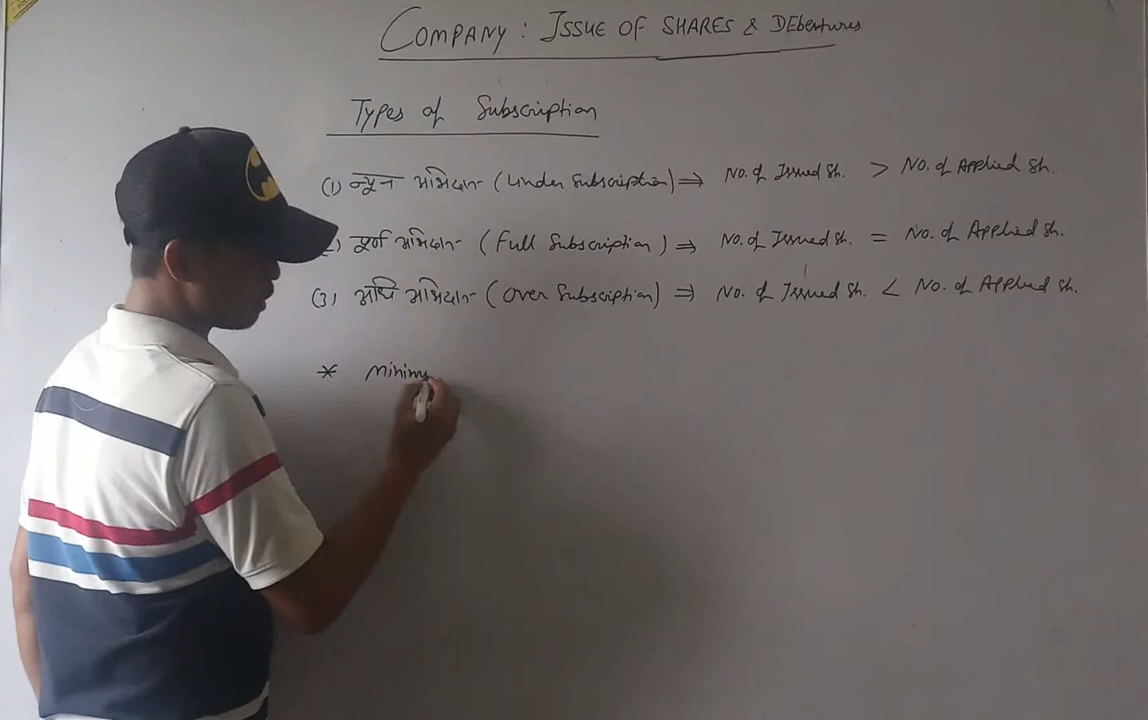 COMPANY : ISSUE OF SHARES & DEbentures
Types of Subscription
(1) न्यून अभिदान (Under Subscription) ⇒ No. of Issued Sh. > No. of Applied Sh.
2) पूर्ण अभिदान (Full Subscription) ⇒ No. of Issued Sh. = No. of Applied Sh.
(3) अधि अभिदान (Over Subscription) ⇒ No. of Issued Sh. < No. of Applied Sh.
* Minimu